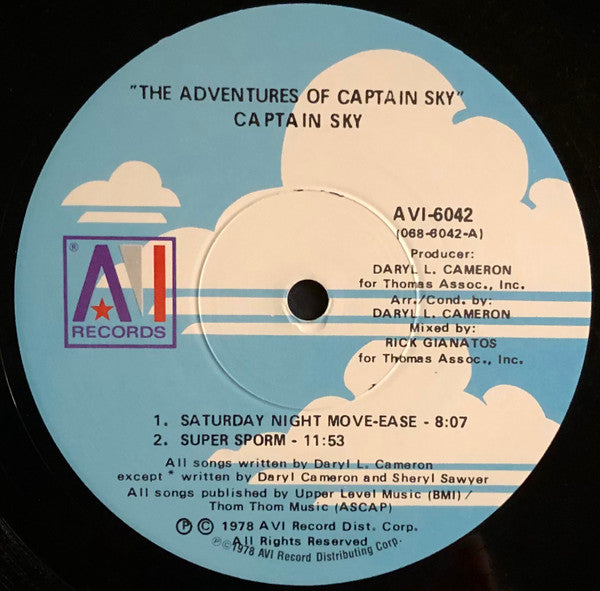 "THE ADVENTURES OF CAPTAIN SKY"
CAPTAIN SKY
AVI-6042
(068-6042-A)
Producer:
DARYL L. CAMERON
for Thomas Assoc., Inc.
Arr./Cond. by:
DARYL L. CAMERON
Mixed by:
RICK GIANATOS
for Thomas Assoc., Inc.
® AVI
RECORDS
1. SATURDAY NIGHT MOVE-EASE - 8:07
2. SUPER SPORM - 11:53
All songs written by Daryl L. Cameron
except * written by Daryl Cameron and Sheryl Sawyer
All songs published by Upper Level Music (BMI) /
Thom Thom Music (ASCAP)
℗ © 1978 AVI Record Dist. Corp.
All Rights Reserved
℗©1978 AVI Record Distributing Corp.